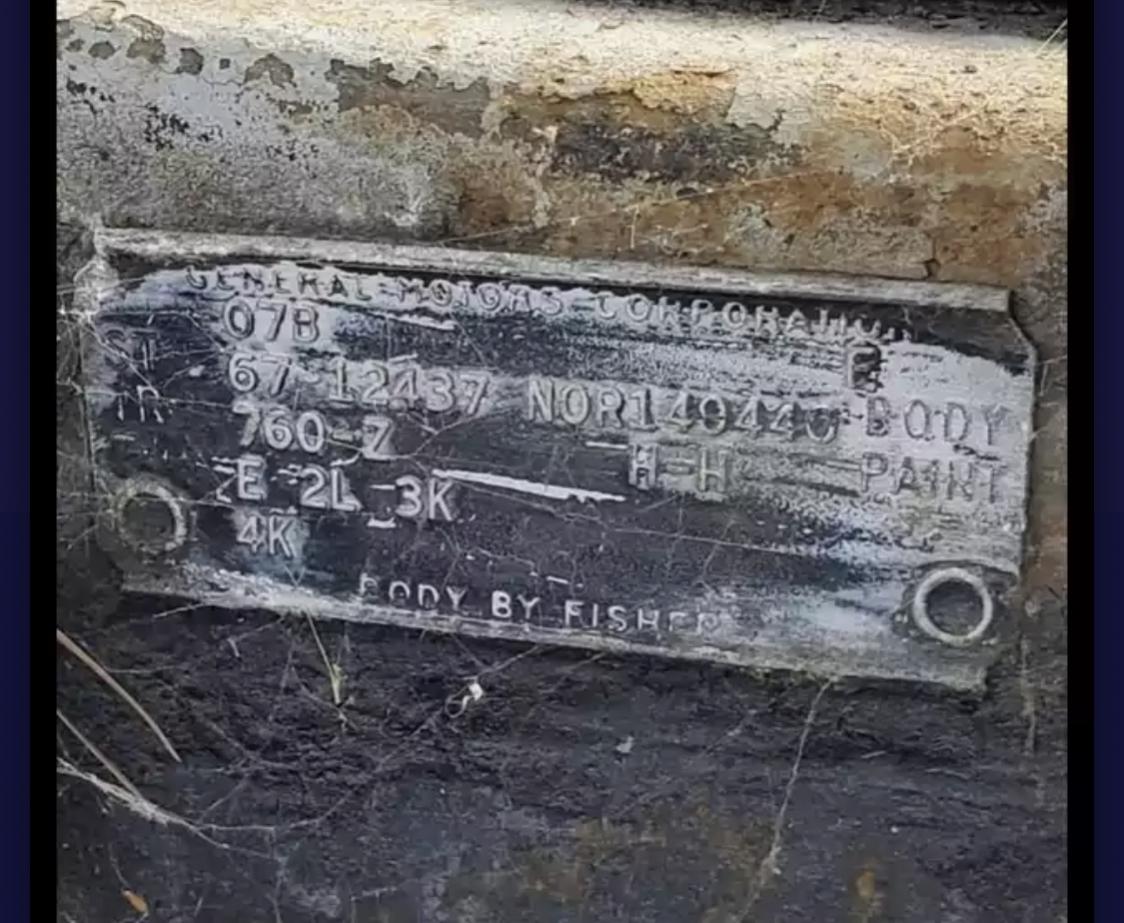 GENERAL MOTORS CORPORATION
07B E
ST 67-12437 NOR140440 BODY
TR 760-Z H-H PAINT
E 2L 3K
4K
BODY BY FISHER